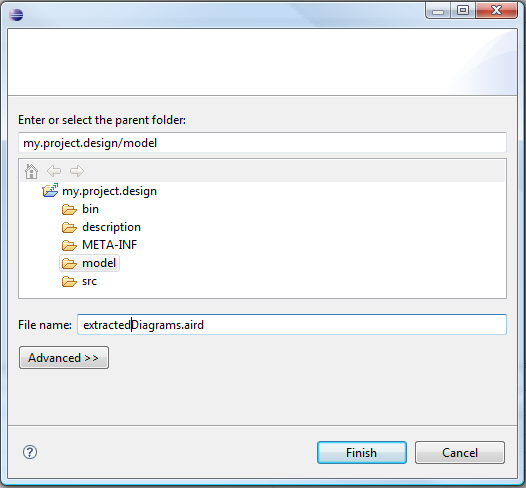 Enter or select the parent folder:
my.project.design/model
my.project.design
bin
description
META-INF
model
src
File name: extractedDiagrams.aird
Advanced >>
Finish Cancel